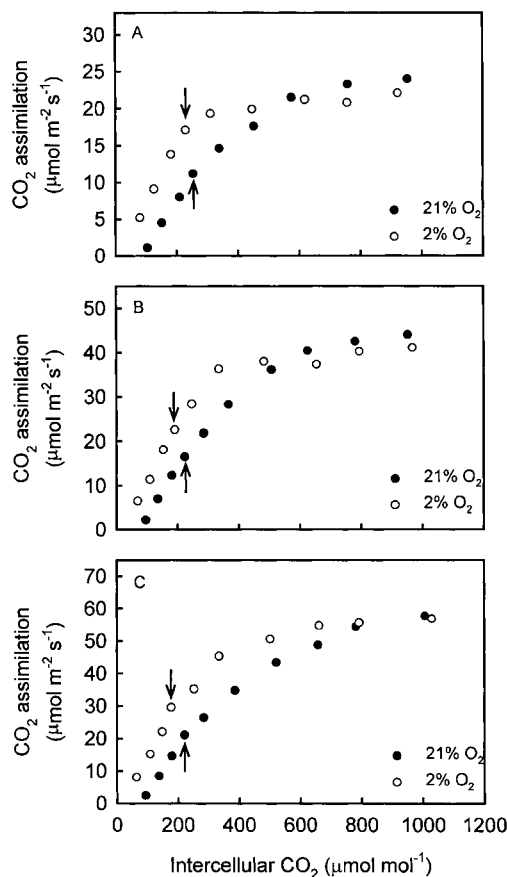 A
30
25
20
15
10
5
0
CO₂ assimilation
(μmol m⁻² s⁻¹)
21% O₂
2% O₂
B
50
40
30
20
10
0
CO₂ assimilation
(μmol m⁻² s⁻¹)
21% O₂
2% O₂
C
70
60
50
40
30
20
10
0
CO₂ assimilation
(μmol m⁻² s⁻¹)
21% O₂
2% O₂
0 200 400 600 800 1000 1200
Intercellular CO₂ (μmol mol⁻¹)